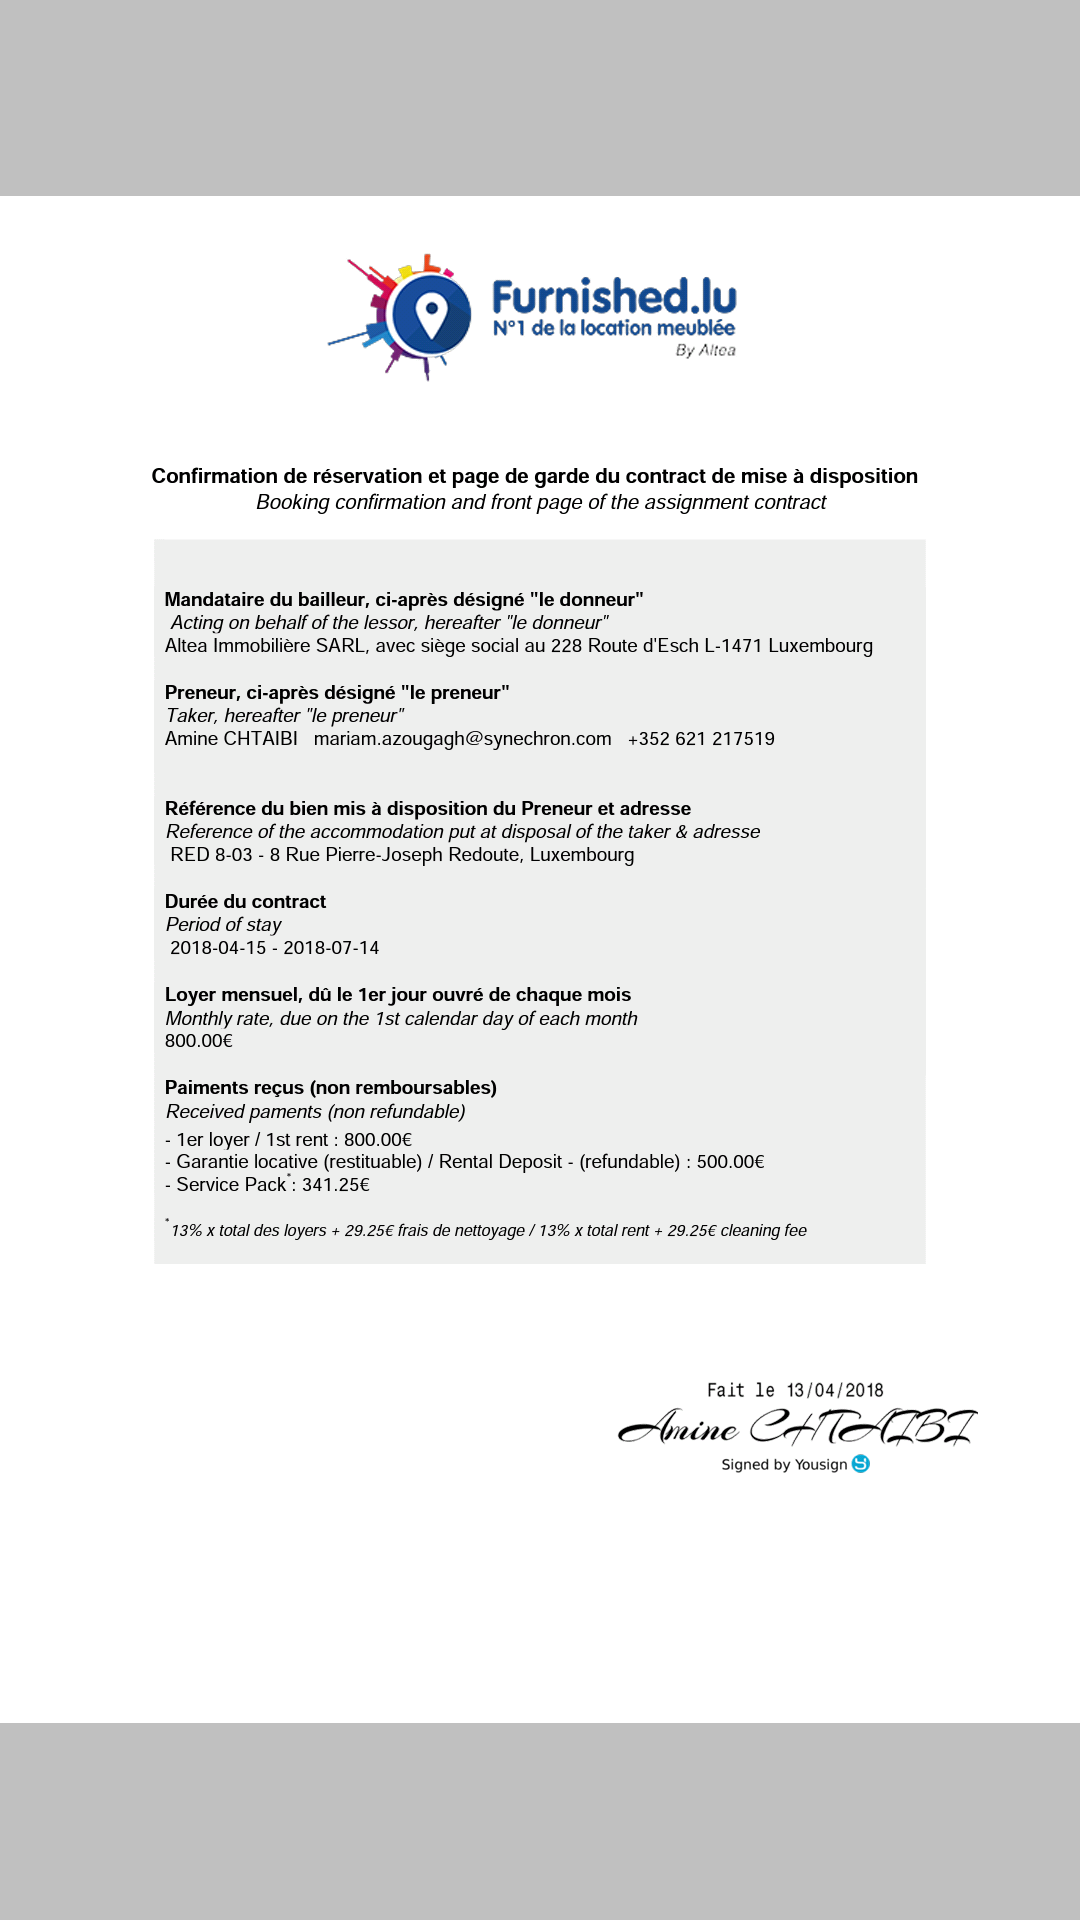 Furnished.lu
N°1 de la location meublée
By Altea
Confirmation de réservation et page de garde du contract de mise à disposition
Booking confirmation and front page of the assignment contract
Mandataire du bailleur, ci-après désigné "le donneur"
Acting on behalf of the lessor, hereafter "le donneur"
Altea Immobilière SARL, avec siège social au 228 Route d'Esch L-1471 Luxembourg
Preneur, ci-après désigné "le preneur"
Taker, hereafter "le preneur"
Amine CHTAIBI mariam.azougagh@synechron.com +352 621 217519
Référence du bien mis à disposition du Preneur et adresse
Reference of the accommodation put at disposal of the taker & adresse
RED 8-03 - 8 Rue Pierre-Joseph Redoute, Luxembourg
Durée du contract
Period of stay
2018-04-15 - 2018-07-14
Loyer mensuel, dû le 1er jour ouvré de chaque mois
Monthly rate, due on the 1st calendar day of each month
800.00€
Paiments reçus (non remboursables)
Received paments (non refundable)
- 1er loyer / 1st rent : 800.00€
- Garantie locative (restituable) / Rental Deposit - (refundable) : 500.00€
- Service Pack*: 341.25€
*13% x total des loyers + 29.25€ frais de nettoyage / 13% x total rent + 29.25€ cleaning fee
Fait le 13/04/2018
Amine CHTAIBI
Signed by Yousign